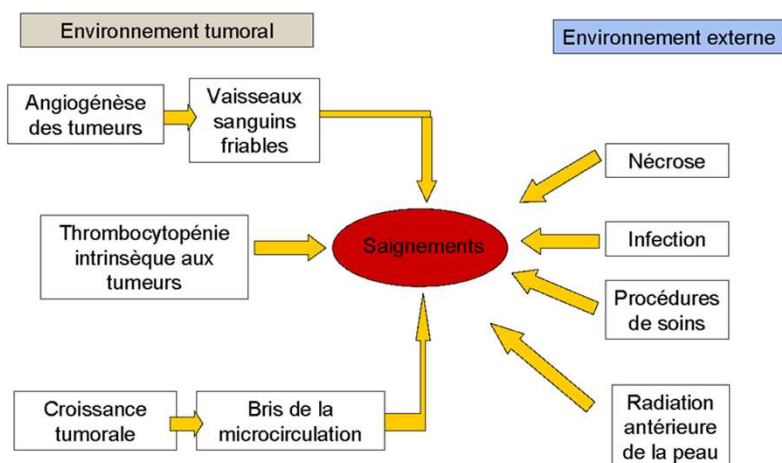 Environnement tumoral
Environnement externe
Angiogénèse
des tumeurs
Vaisseaux
sanguins
friables
Thrombocytopénie
intrinsèque aux
tumeurs
Croissance
tumorale
Bris de la
microcirculation
Saignements
Nécrose
Infection
Procédures
de soins
Radiation
antérieure
de la peau